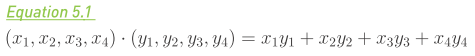 Equation 5.1
(x₁, x₂, x₃, x₄) · (y₁, y₂, y₃, y₄) = x₁y₁ + x₂y₂ + x₃y₃ + x₄y₄